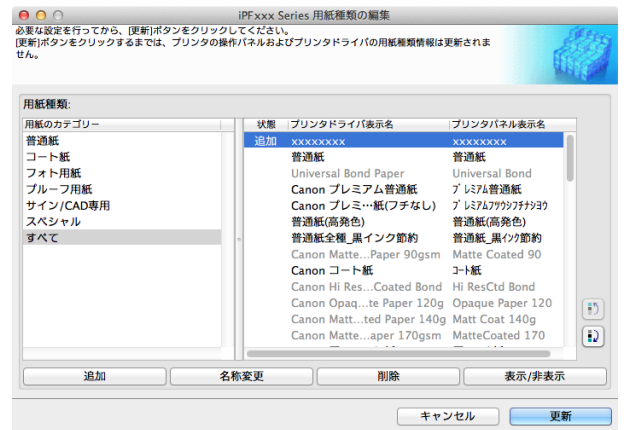 iPFxxx Series 用紙種類の編集
必要な設定を行ってから、[更新]ボタンをクリックしてください。
[更新]ボタンをクリックするまでは、プリンタの操作パネルおよびプリンタドライバの用紙種類情報は更新されま
せん。
用紙種類:
用紙のカテゴリー 状態 プリンタドライバ表示名 プリンタパネル表示名
普通紙 追加 xxxxxxxx xxxxxxxx
コート紙 普通紙 普通紙
フォト用紙 Universal Bond Paper Universal Bond
プルーフ用紙 Canon プレミアム普通紙 プレミアム普通紙
サイン/CAD専用 Canon プレミ…紙(フチなし) プレミアムフツウシフチナシヨウ
スペシャル 普通紙(高発色) 普通紙(高発色)
すべて 普通紙全種_黒インク節約 普通紙_黒インク節約
Canon Matte…Paper 90gsm Matte Coated 90
Canon コート紙 コート紙
Canon Hi Res…Coated Bond Hi ResCtd Bond
Canon Opaq…te Paper 120g Opaque Paper 120
Canon Matt…ted Paper 140g Matt Coat 140g
Canon Matte…aper 170gsm MatteCoated 170
追加 名称変更 削除 表示/非表示
キャンセル 更新